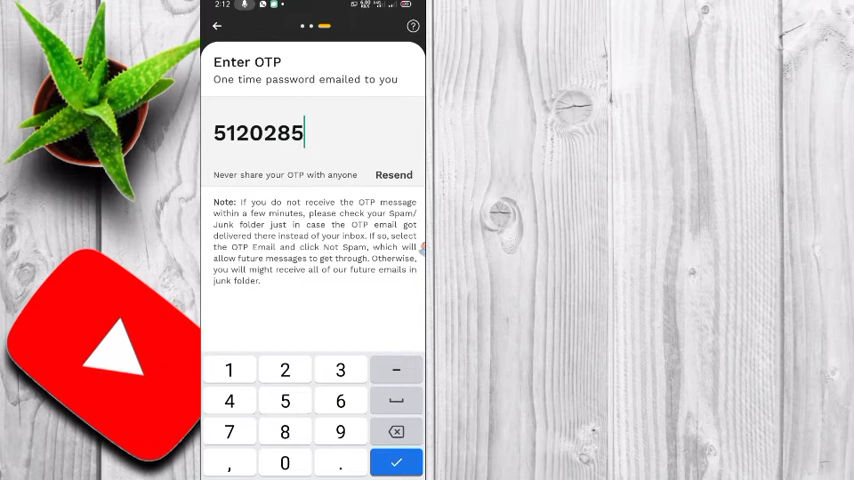 2:12
Enter OTP
One time password emailed to you
5120285
Never share your OTP with anyone Resend
Note: If you do not receive the OTP message
within a few minutes, please check your Spam/
Junk folder just in case the OTP email got
delivered there instead of your inbox. If so, select
the OTP Email and click Not Spam, which will
allow future messages to get through. Otherwise,
you will might receive all of our future emails in
junk folder.
1 2 3 –
4 5 6
7 8 9
, 0 .